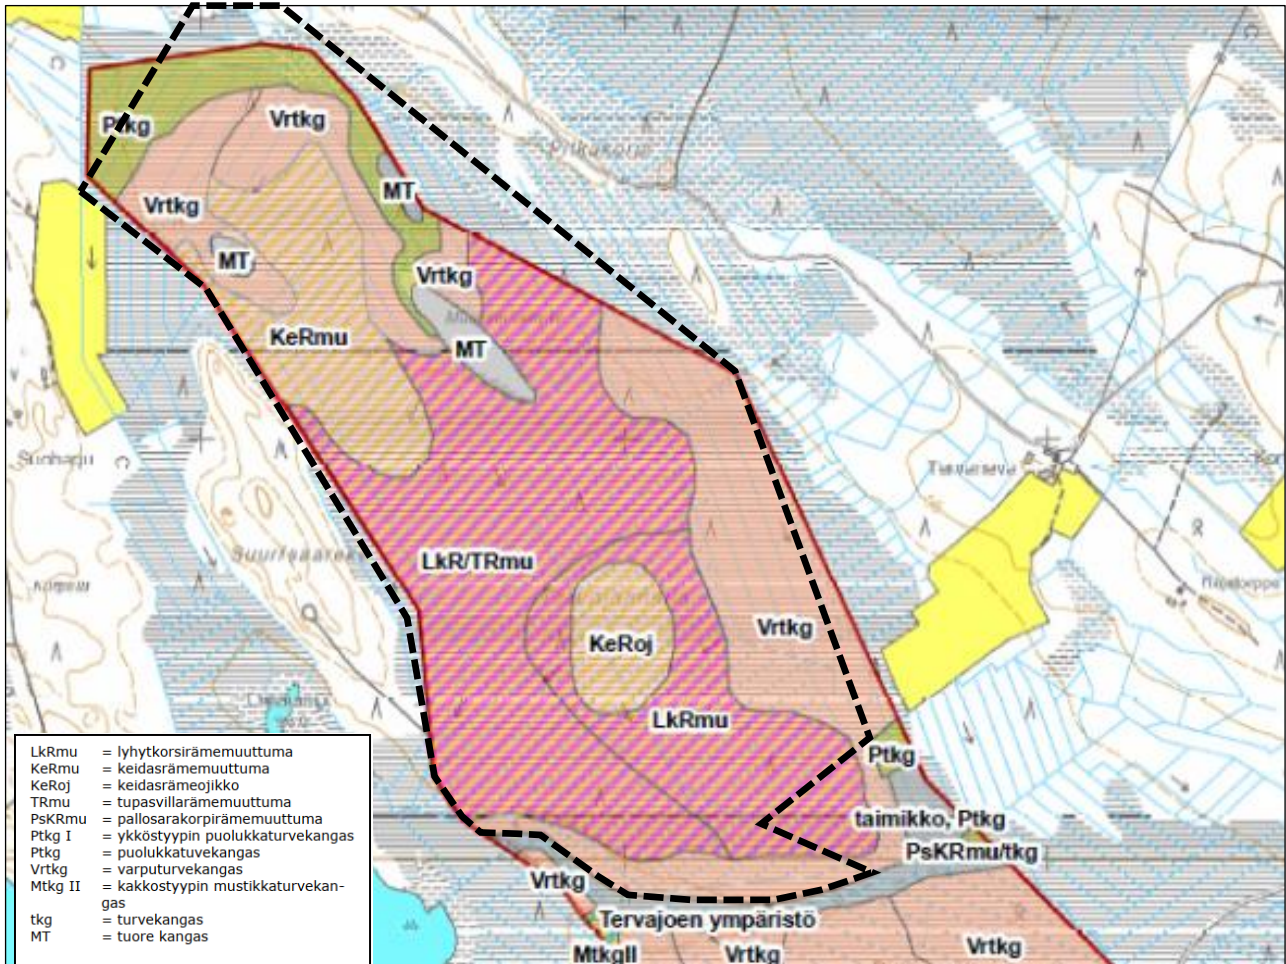 Ptkg
Vrtkg
MT
Vrtkg
MT
Vrtkg
KeRmu
MT
LkR/TRmu
KeRoj
Vrtkg
LkRmu
Ptkg
taimikko, Ptkg
PsKRmu/tkg
Vrtkg
Tervajoen ympäristö
MtkgII
Vrtkg
Vrtkg
LkRmu = lyhytkorsirämemuuttuma
KeRmu = keidasrämemuuttuma
KeRoj = keidasrämeojikko
TRmu = tupasvillarämemuuttuma
PsKRmu = pallosarakorpirämemuuttuma
Ptkg I = ykköstyypin puolukkaturvekangas
Ptkg = puolukkatuvekangas
Vrtkg = varputurvekangas
Mtkg II = kakkostyypin mustikkaturvekan-
gas
tkg = turvekangas
MT = tuore kangas